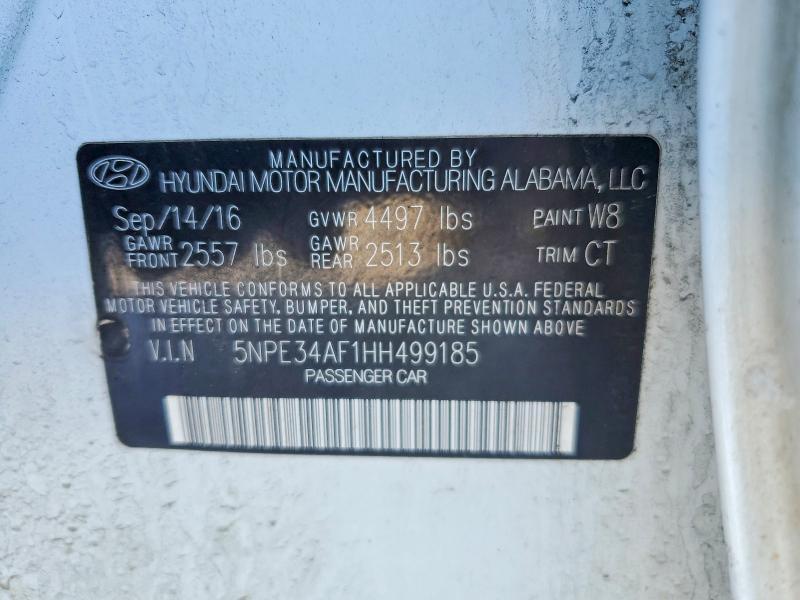 MANUFACTURED BY
HYUNDAI MOTOR MANUFACTURING ALABAMA, LLC
Sep/14/16 GVWR 4497 lbs PAINT W8
GAWR FRONT 2557 lbs GAWR REAR 2513 lbs TRIM CT
THIS VEHICLE CONFORMS TO ALL APPLICABLE U.S.A. FEDERAL
MOTOR VEHICLE SAFETY, BUMPER, AND THEFT PREVENTION STANDARDS
IN EFFECT ON THE DATE OF MANUFACTURE SHOWN ABOVE
V.I.N 5NPE34AF1HH499185
PASSENGER CAR